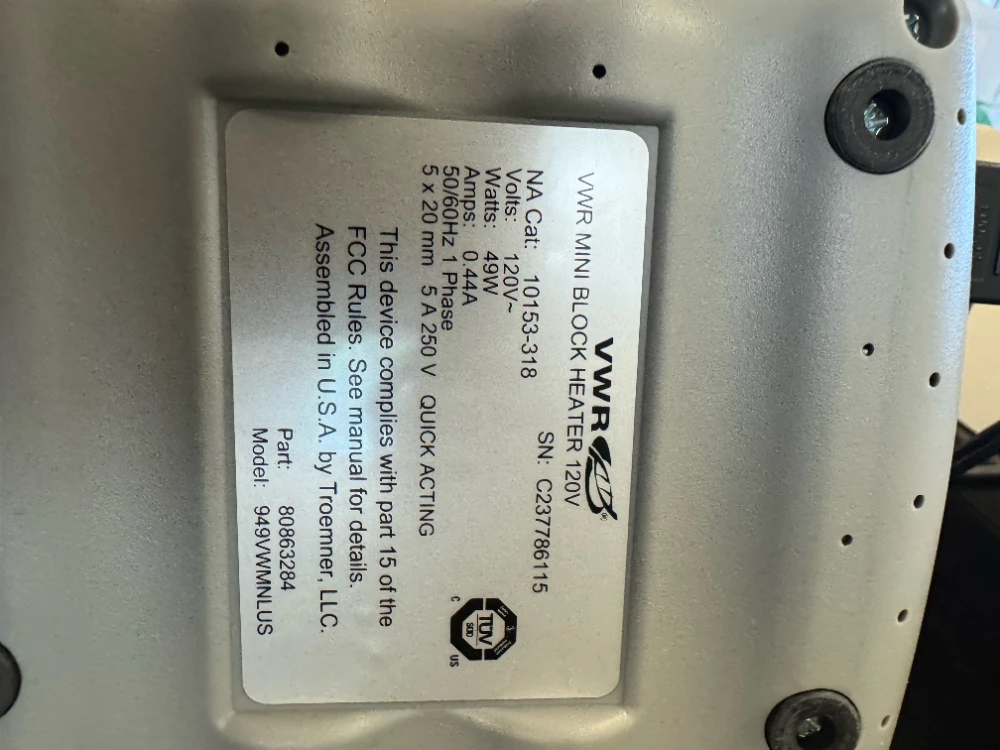 VWR
VWR MINI BLOCK HEATER 120V
NA Cat: 10153-318 SN: C237786115
Volts: 120V~
Watts: 49W
Amps: 0.44A
50/60Hz 1 Phase
5 x 20 mm 5 A 250 V QUICK ACTING
This device complies with part 15 of the
FCC Rules. See manual for details.
Assembled in U.S.A. by Troemner, LLC.
Part: 80863284
Model: 949VWMNLUS
TÜV
SÜD
C US